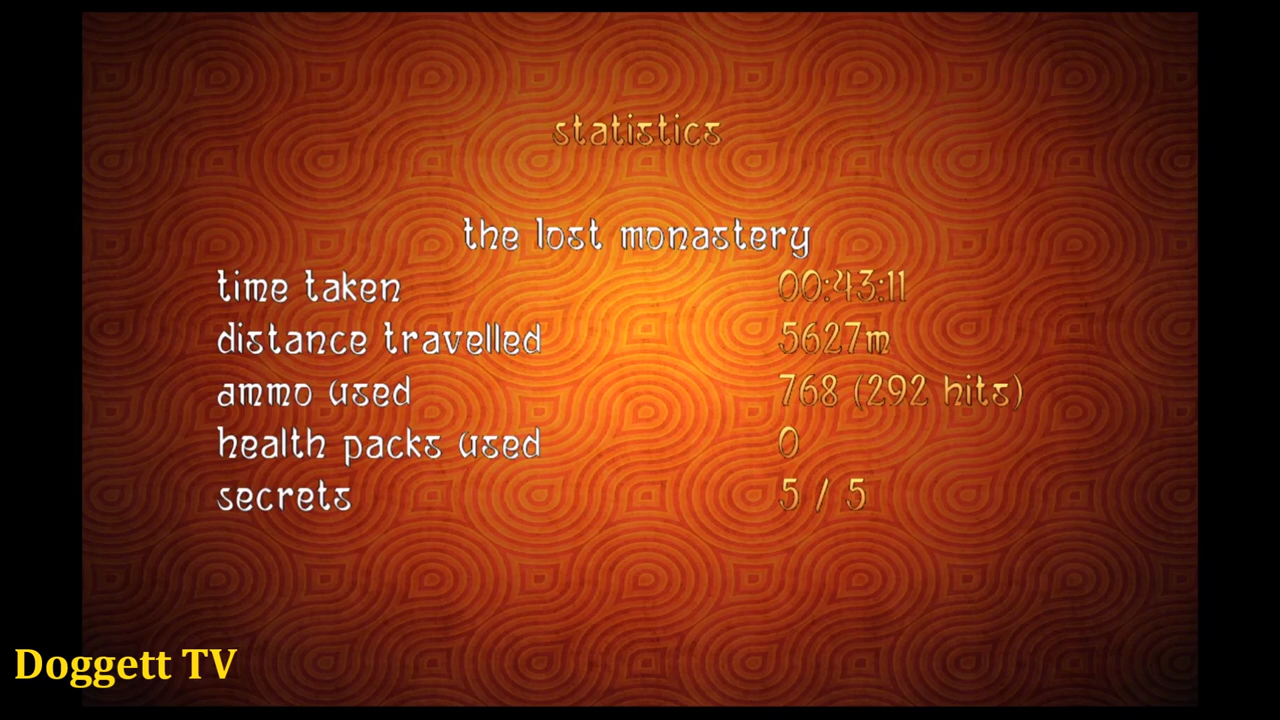 statistics
the lost monastery
time taken 00:43:11
distance travelled 5627m
ammo used 768 (292 hits)
health packs used 0
secrets 5 / 5
Doggett TV